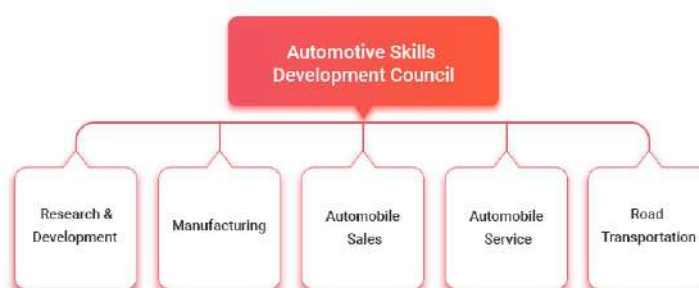 Automotive Skills
Development Council
Research &
Development
Manufacturing
Automobile
Sales
Automobile
Service
Road
Transportation